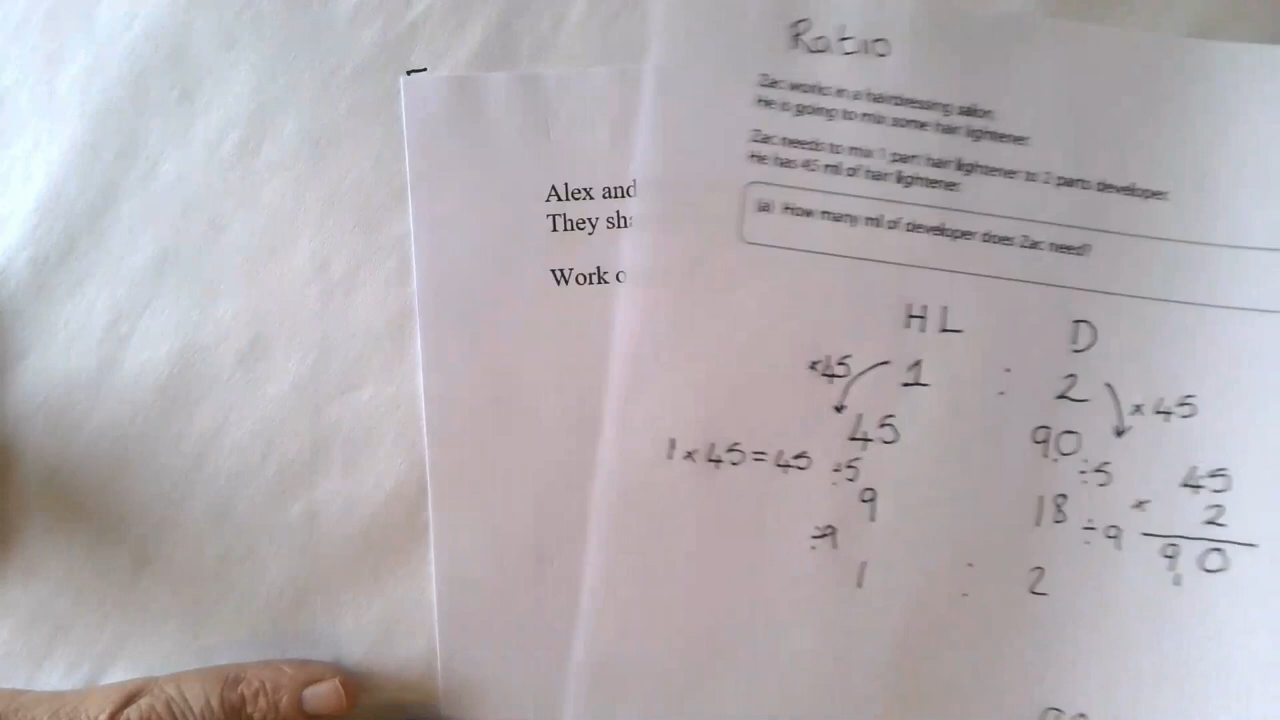 Ratio
Zac works in a hairdressing salon.
He is going to mix some hair lightener.
Zac needs to mix 1 part hair lightener to 2 parts developer.
He has 45 ml of hair lightener.
(a) How many ml of developer does Zac need?
Alex and
They sh
Work o
HL D
×45 1 : 2 ×45
45 90
1×45=45 ÷5 ÷5 45
9 18 × 2
÷9 ÷9 90
1 : 2